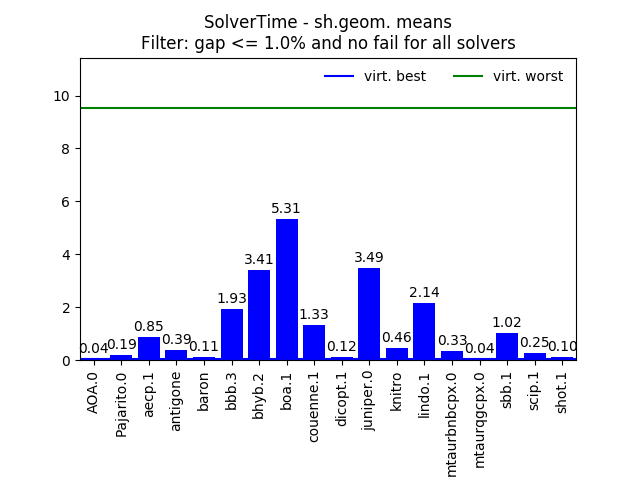 SolverTime - sh.geom. means
Filter: gap <= 1.0% and no fail for all solvers
virt. best
virt. worst
10
8
6
4
2
0
0.04
0.19
0.85
0.39
0.11
1.93
3.41
5.31
1.33
0.12
3.49
0.46
2.14
0.33
0.04
1.02
0.25
0.10
AOA.0
Pajarito.0
aecp.1
antigone
baron
bbb.3
bhyb.2
boa.1
couenne.1
dicopt.1
juniper.0
knitro
lindo.1
mtaurbnbcpx.0
mtaurqgcpx.0
sbb.1
scip.1
shot.1